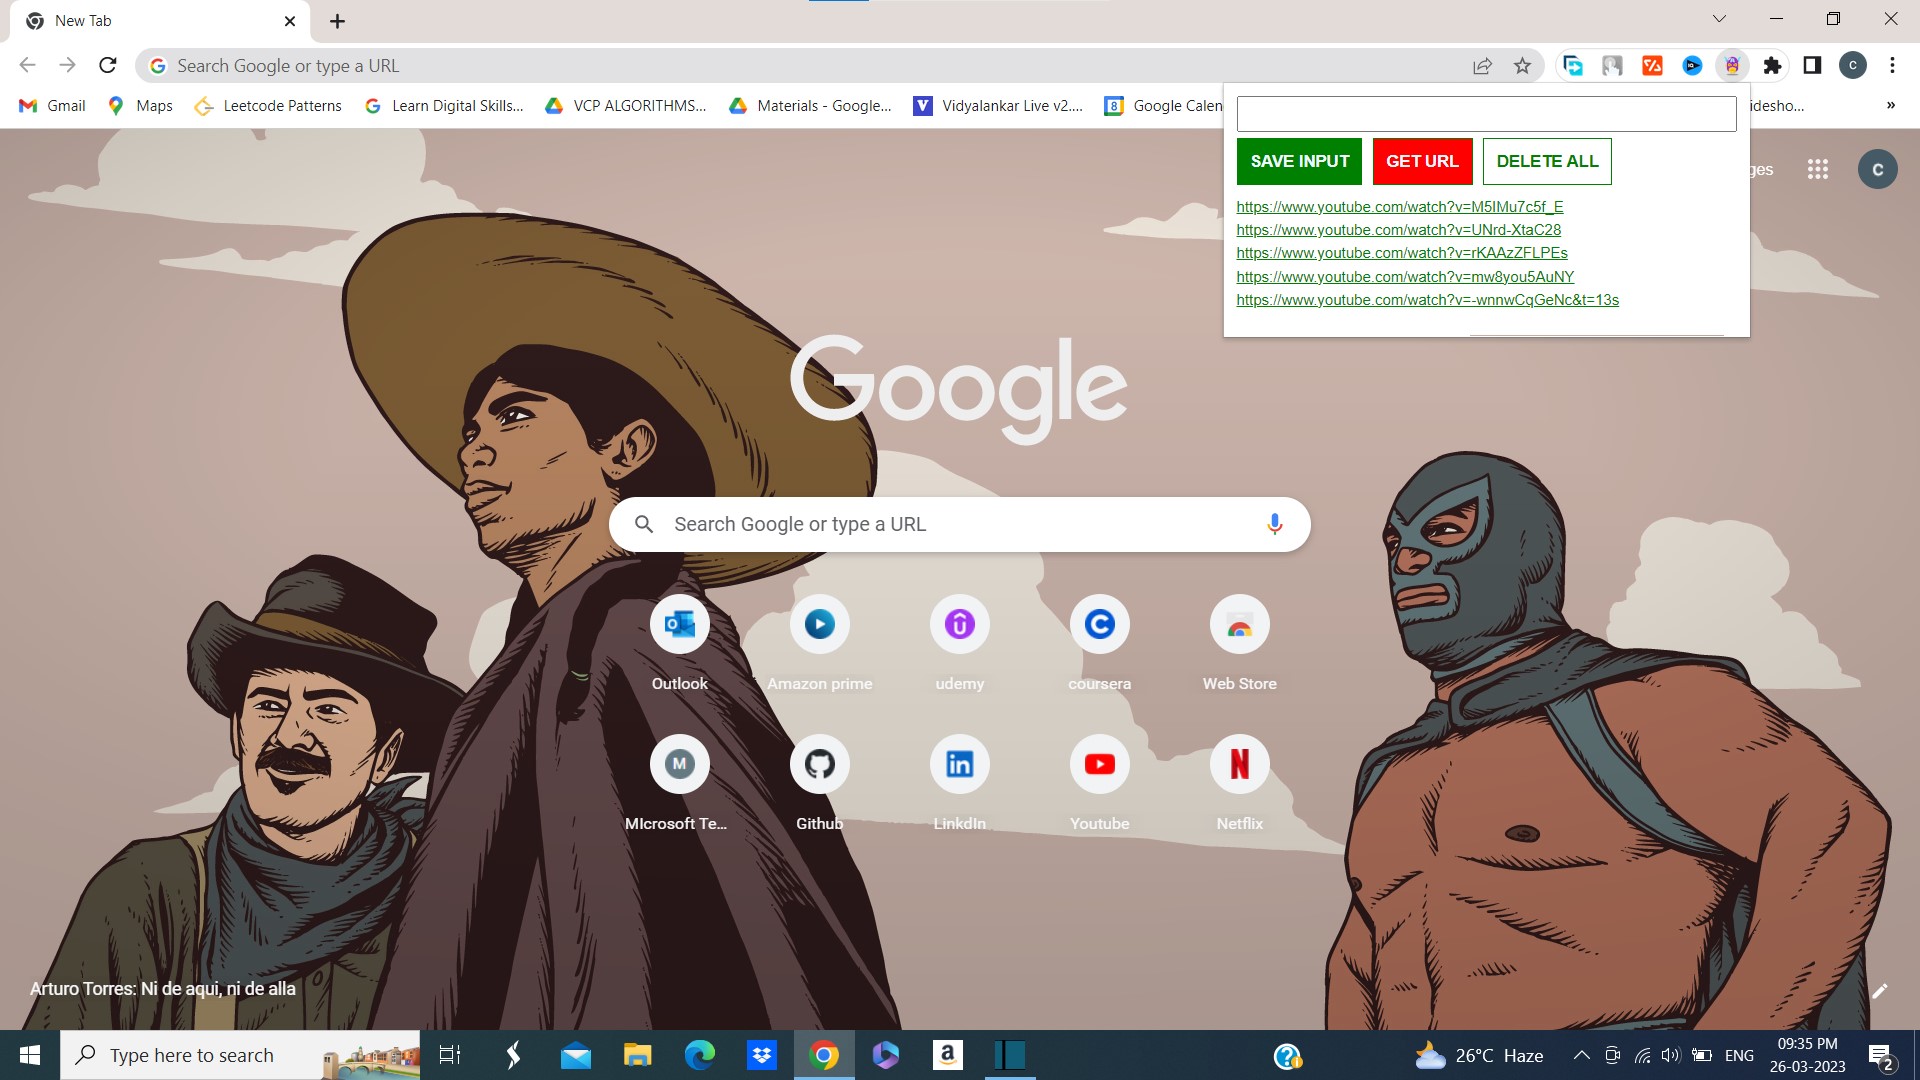 New Tab
Search Google or type a URL
C
Gmail
Maps
Leetcode Patterns
Learn Digital Skills...
VCP ALGORITHMS...
Materials - Google...
Vidyalankar Live v2....
8
Google Calen
idesho...
»
SAVE INPUT
GET URL
DELETE ALL
https://www.youtube.com/watch?v=M5IMu7c5f_E
https://www.youtube.com/watch?v=UNrd-XtaC28
https://www.youtube.com/watch?v=rKAAzZFLPEs
https://www.youtube.com/watch?v=mw8you5AuNY
https://www.youtube.com/watch?v=-wnnwCqGeNc&t=13s
ges
C
Google
Search Google or type a URL
Outlook
Amazon prime
udemy
coursera
Web Store
M
MIcrosoft Te...
Github
LinkdIn
Youtube
Netflix
Arturo Torres: Ni de aqui, ni de alla
Type here to search
26°C Haze
ENG
09:35 PM
26-03-2023
2